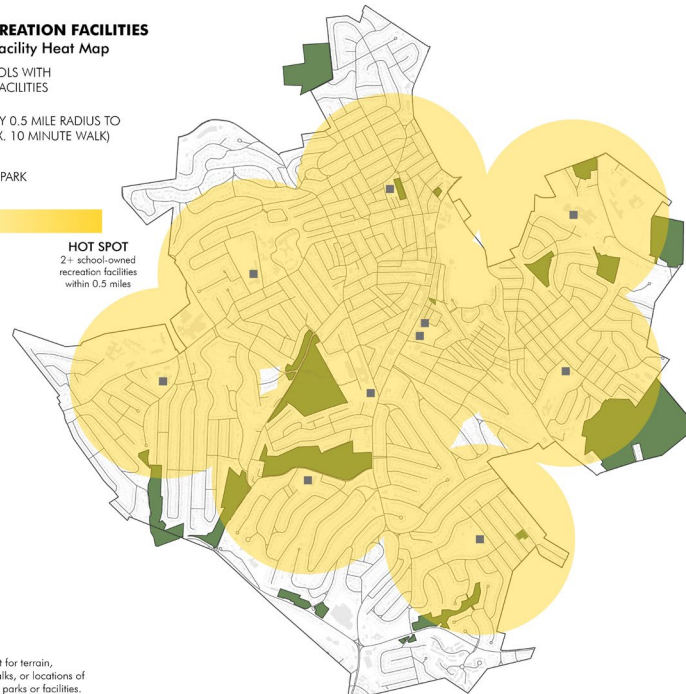 REATION FACILITIES
acility Heat Map
OLS WITH
ACILITIES
Y 0.5 MILE RADIUS TO
X. 10 MINUTE WALK)
PARK
HOT SPOT
2+ school-owned
recreation facilities
within 0.5 miles
t for terrain,
alks, or locations of
parks or facilities.